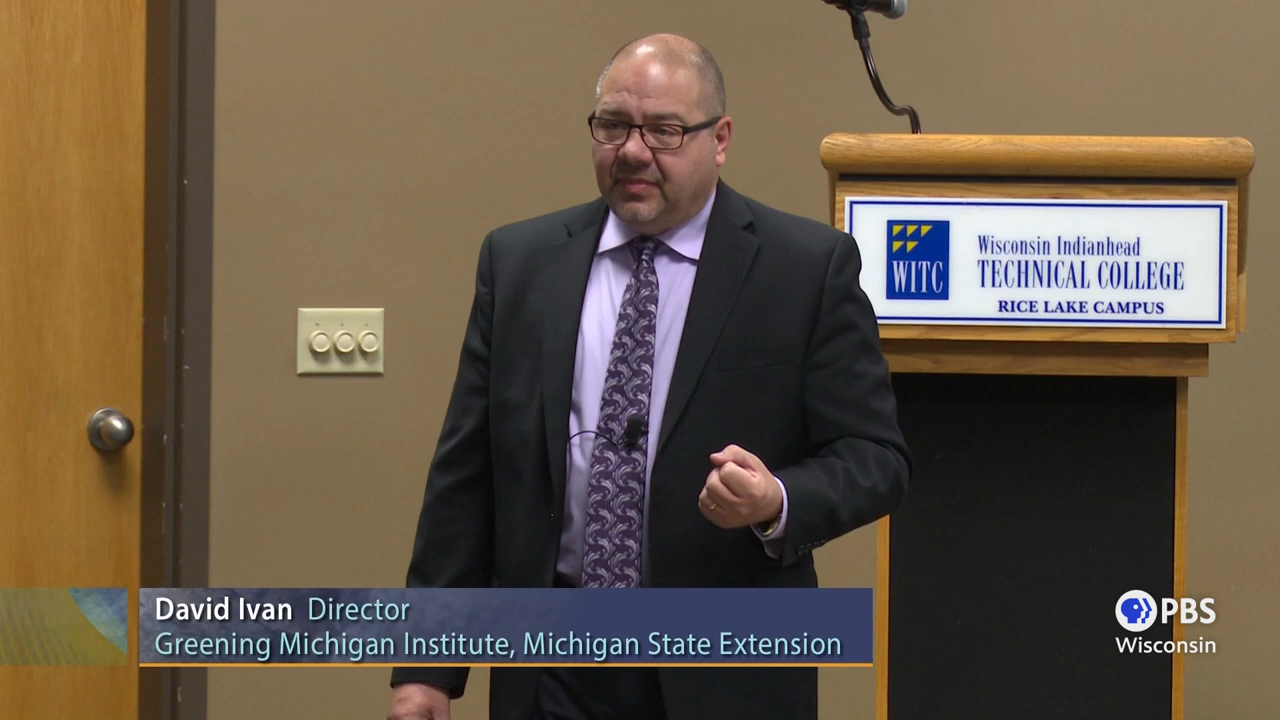 WITC
Wisconsin Indianhead
TECHNICAL COLLEGE
RICE LAKE CAMPUS
David Ivan Director
Greening Michigan Institute, Michigan State Extension
PBS
Wisconsin